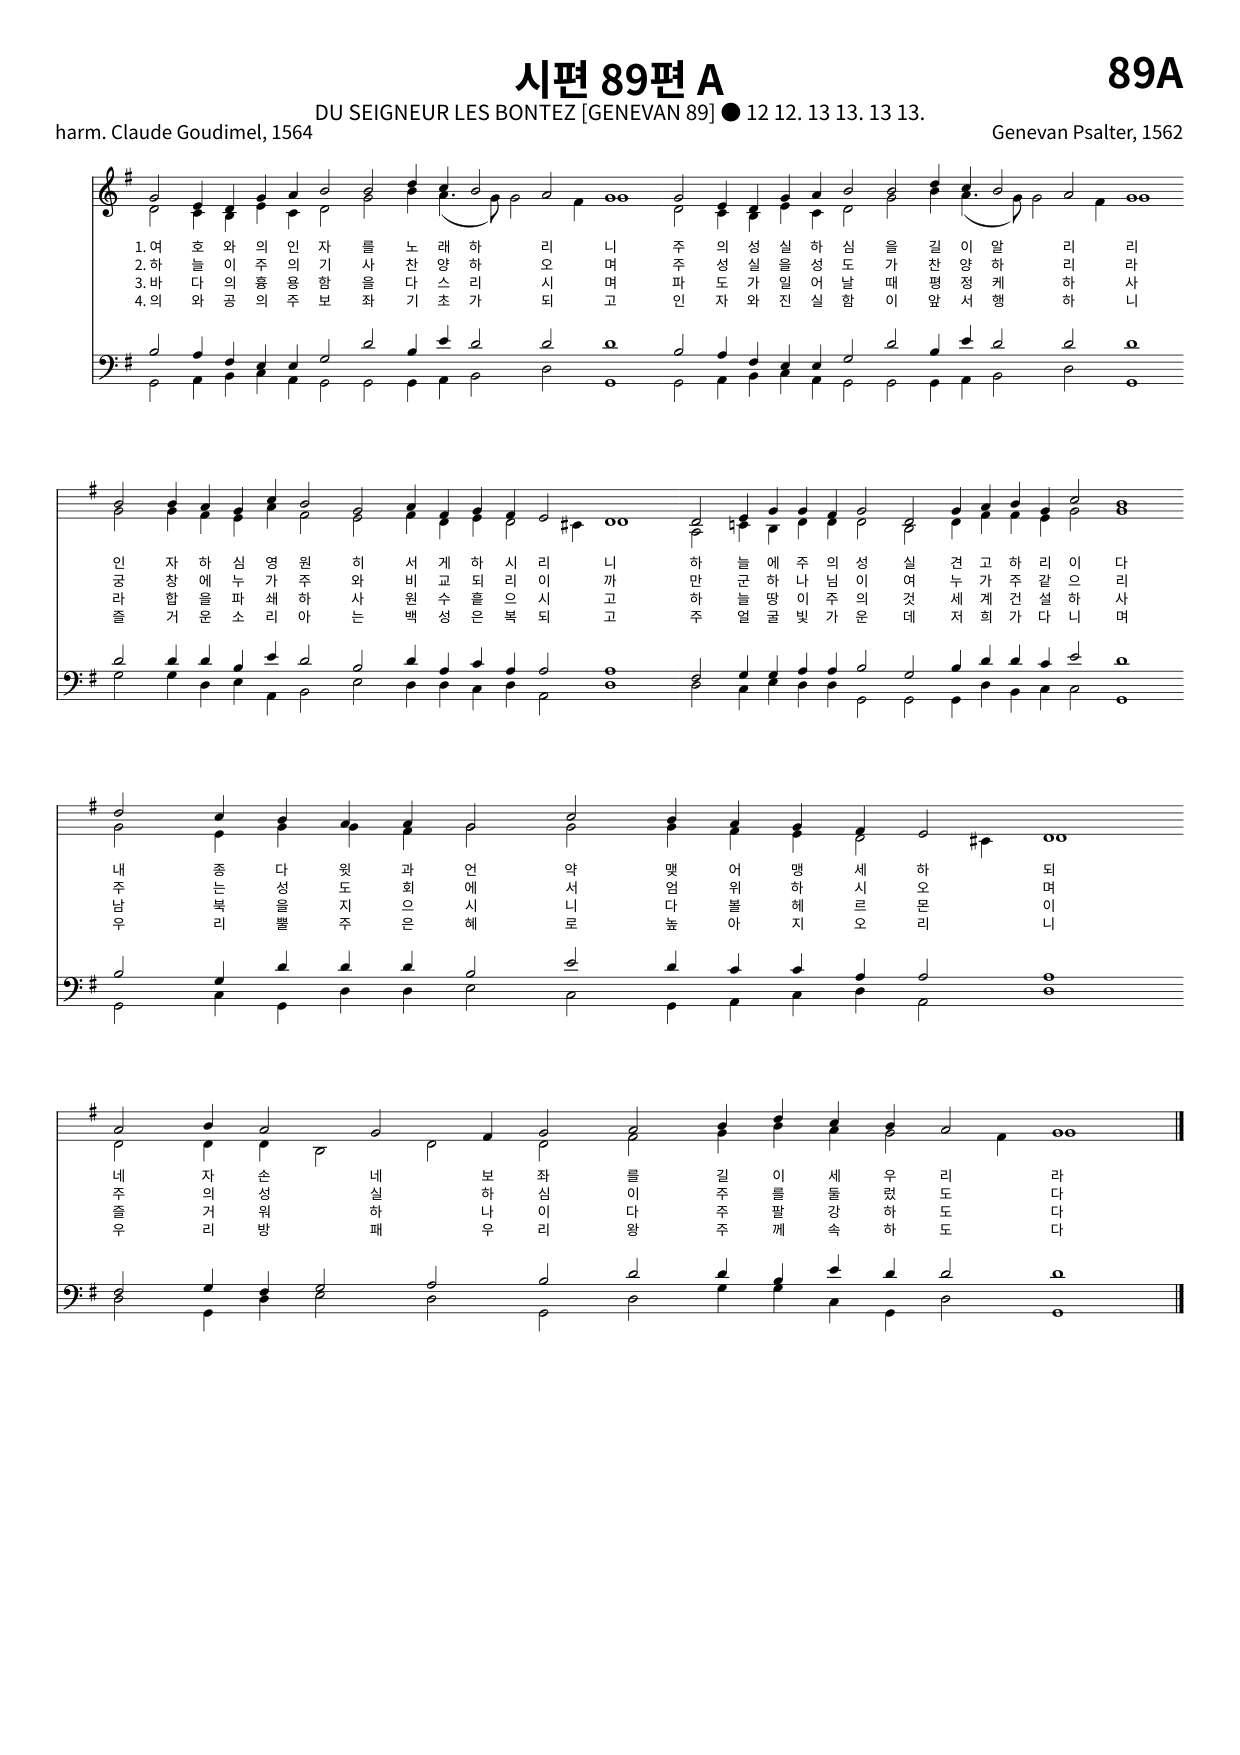 시편 89편 A
89A
DU SEIGNEUR LES BONTEZ [GENEVAN 89] ● 12 12. 13 13. 13 13.
harm. Claude Goudimel, 1564
Genevan Psalter, 1562
1. 여 호 와 의 인 자 를 노 래 하 리 니 주 의 성 실 하 심 을 길 이 알 리 리
2. 하 늘 이 주 의 기 사 찬 양 하 오 며 주 성 실 을 성 도 가 찬 양 하 리 라
3. 바 다 의 흉 용 함 을 다 스 리 시 며 파 도 가 일 어 날 때 평 정 케 하 사
4. 의 와 공 의 주 보 좌 기 초 가 되 고 인 자 와 진 실 함 이 앞 서 행 하 니
인 자 하 심 영 원 히 서 게 하 시 리 니 하 늘 에 주 의 성 실 견 고 하 리 이 다
궁 창 에 누 가 주 와 비 교 되 리 이 까 만 군 하 나 님 이 여 누 가 주 같 으 리
라 합 을 파 쇄 하 사 원 수 흩 으 시 고 하 늘 땅 이 주 의 것 세 계 건 설 하 사
즐 거 운 소 리 아 는 백 성 은 복 되 고 주 얼 굴 빛 가 운 데 저 희 가 다 니 며
내 종 다 윗 과 언 약 맺 어 맹 세 하 되
주 는 성 도 회 에 서 엄 위 하 시 오 며
남 북 을 지 으 시 니 다 볼 헤 르 몬 이
우 리 뿔 주 은 혜 로 높 아 지 오 리 니
네 자 손 네 보 좌 를 길 이 세 우 리 라
주 의 성 실 하 심 이 주 를 둘 렀 도 다
즐 거 워 하 나 이 다 주 팔 강 하 도 다
우 리 방 패 우 리 왕 주 께 속 하 도 다